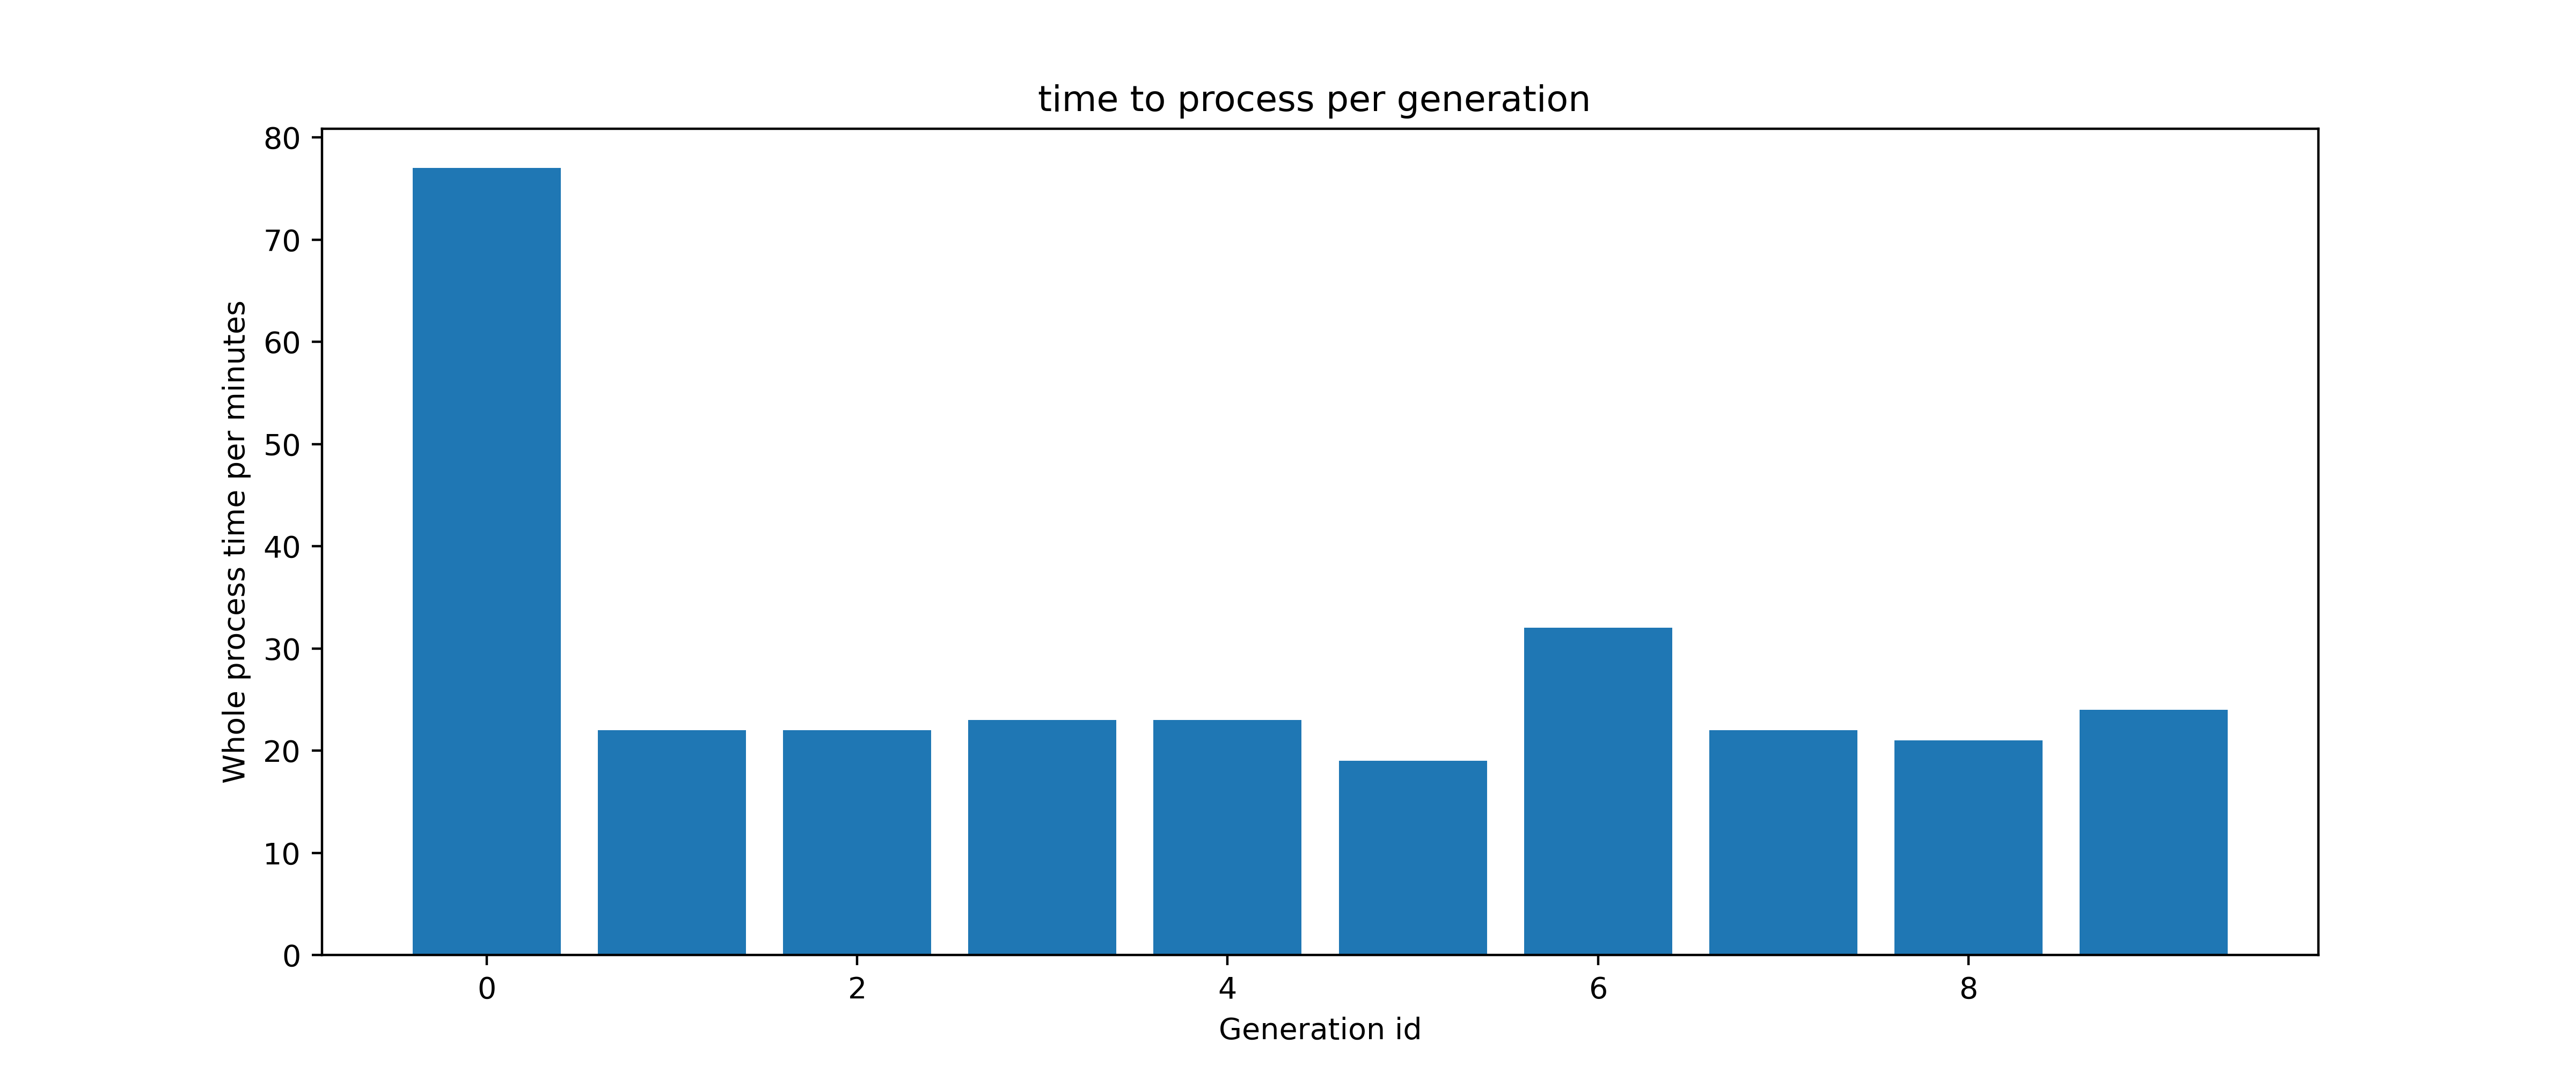 time to process per generation
80
70
60
50
40
30
20
10
0
Whole process time per minutes
0 2 4 6 8
Generation id